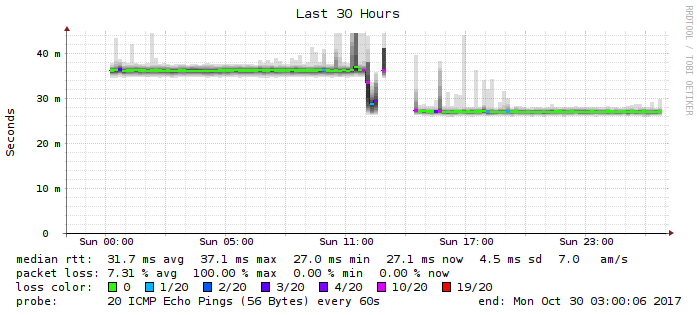 Last 30 Hours
RRDTOOL / TOBI OETIKER
Seconds
40 m
30 m
20 m
10 m
0
Sun 00:00 Sun 05:00 Sun 11:00 Sun 17:00 Sun 23:00
median rtt: 31.7 ms avg 37.1 ms max 27.0 ms min 27.1 ms now 4.5 ms sd 7.0 am/s
packet loss: 7.31 % avg 100.00 % max 0.00 % min 0.00 % now
loss color: 0 1/20 2/20 3/20 4/20 10/20 19/20
probe: 20 ICMP Echo Pings (56 Bytes) every 60s end: Mon Oct 30 03:00:06 2017